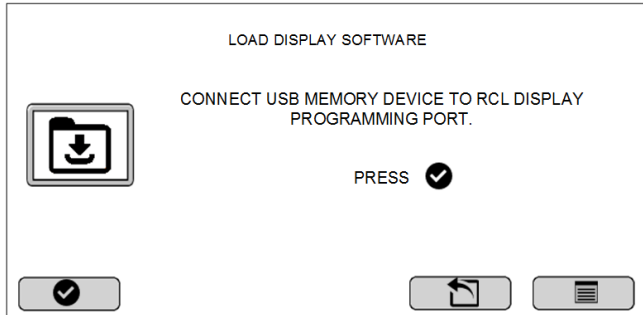 LOAD DISPLAY SOFTWARE
CONNECT USB MEMORY DEVICE TO RCL DISPLAY
PROGRAMMING PORT.
PRESS